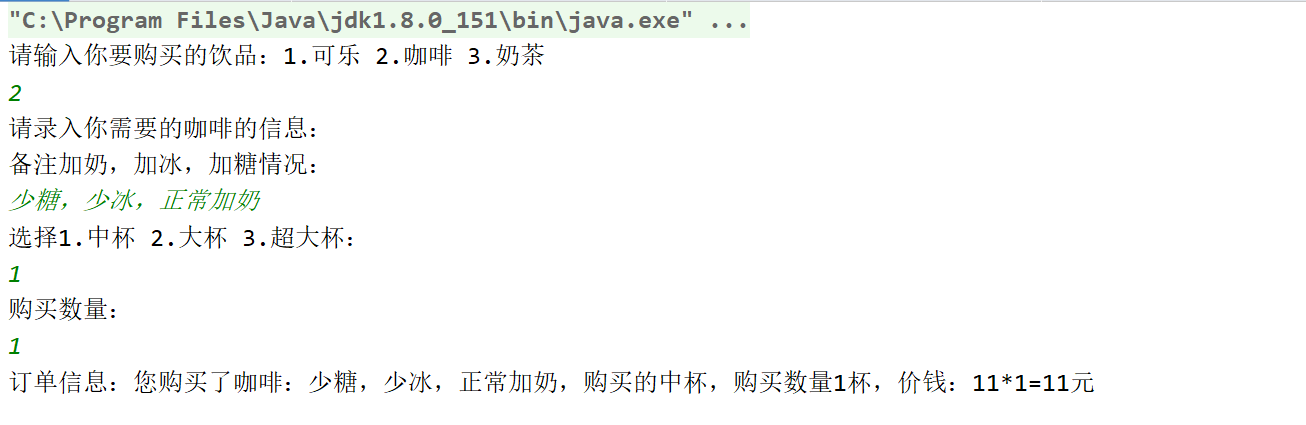 "C:\Program Files\Java\jdk1.8.0_151\bin\java.exe" ...
请输入你要购买的饮品：1.可乐 2.咖啡 3.奶茶
2
请录入你需要的咖啡的信息：
备注加奶，加冰，加糖情况：
少糖，少冰，正常加奶
选择1.中杯 2.大杯 3.超大杯：
1
购买数量：
1
订单信息：您购买了咖啡：少糖，少冰，正常加奶，购买的中杯，购买数量1杯，价钱：11*1=11元